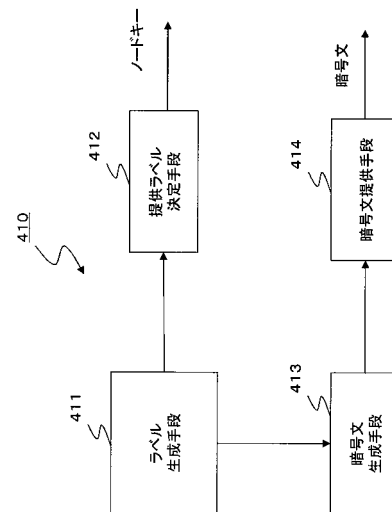 410
411
ラベル
生成手段
412
提供ラベル
決定手段
ノードキー
413
暗号文
生成手段
414
暗号文提供手段
暗号文